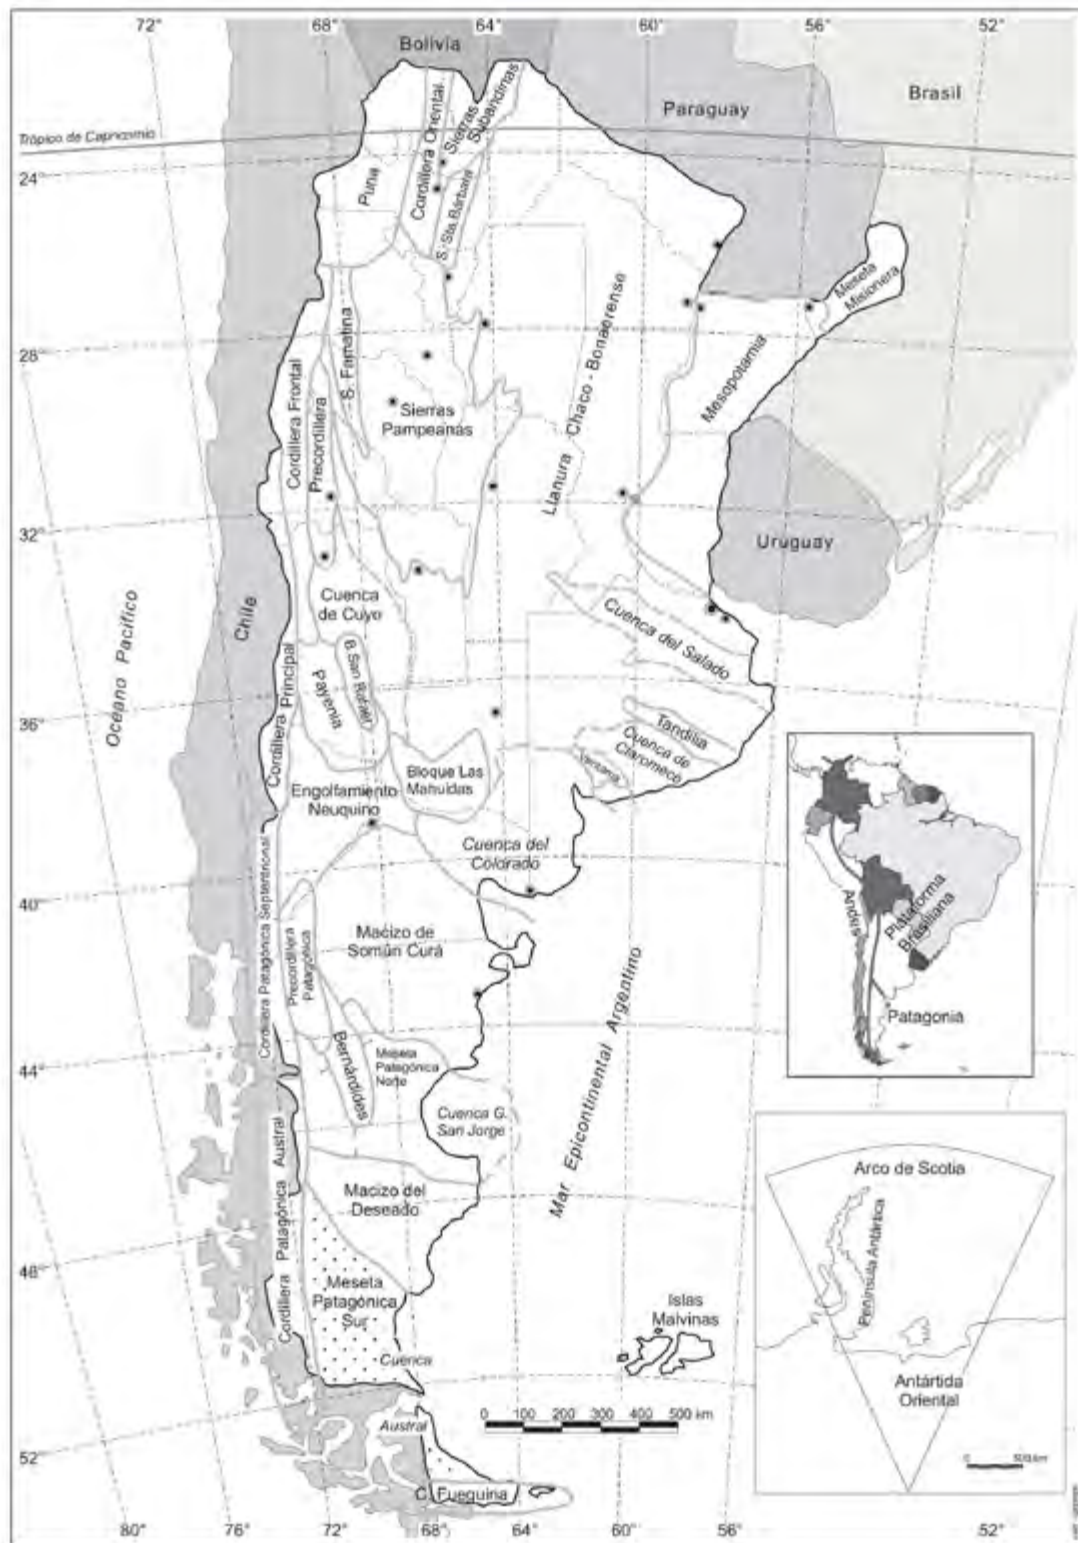 72°
68°
64°
60°
56°
52°
Bolivia
Paraguay
Brasil
Trópico de Capricornio
24°
Puna
Cordillera Oriental
Sierras
Subandinas
S. Sta Bárbara
Meseta
Misionera
28°
Cordillera Frontal
Precordillera
S. Famatina
Sierras
Pampeanas
Llanura Chaco - Bonaerense
Mesopotamia
32°
Uruguay
Océano Pacífico
Chile
Cuenca
de Cuyo
Cuenca del Salado
Cordillera Principal
Payenia
B. San Rafael
36°
Tandilia
Cuenca de
Claromecó
Ventania
Bloque Las
Mahuidas
Engolfamiento
Neuquino
Cuenca del
Colorado
Cordillera Patagónica Septentrional
40°
Macizo de
Somún Curá
Precordillera
Patagónica
Mar Epicontinental Argentino
Andes
Plataforma
Brasiliana
Patagonia
44°
Bernárdides
Meseta
Patagónica
Norte
Cuenca G.
San Jorge
Cordillera Patagónica Austral
Macizo del
Deseado
48°
Meseta
Patagónica
Sur
Islas
Malvinas
Cuenca
Austral
0 100 200 300 400 500 km
52°
C. Fueguina
Arco de Scotia
Península Antártica
Antártida
Oriental
0 500 km
80°
76°
72°
68°
64°
60°
56°
52°